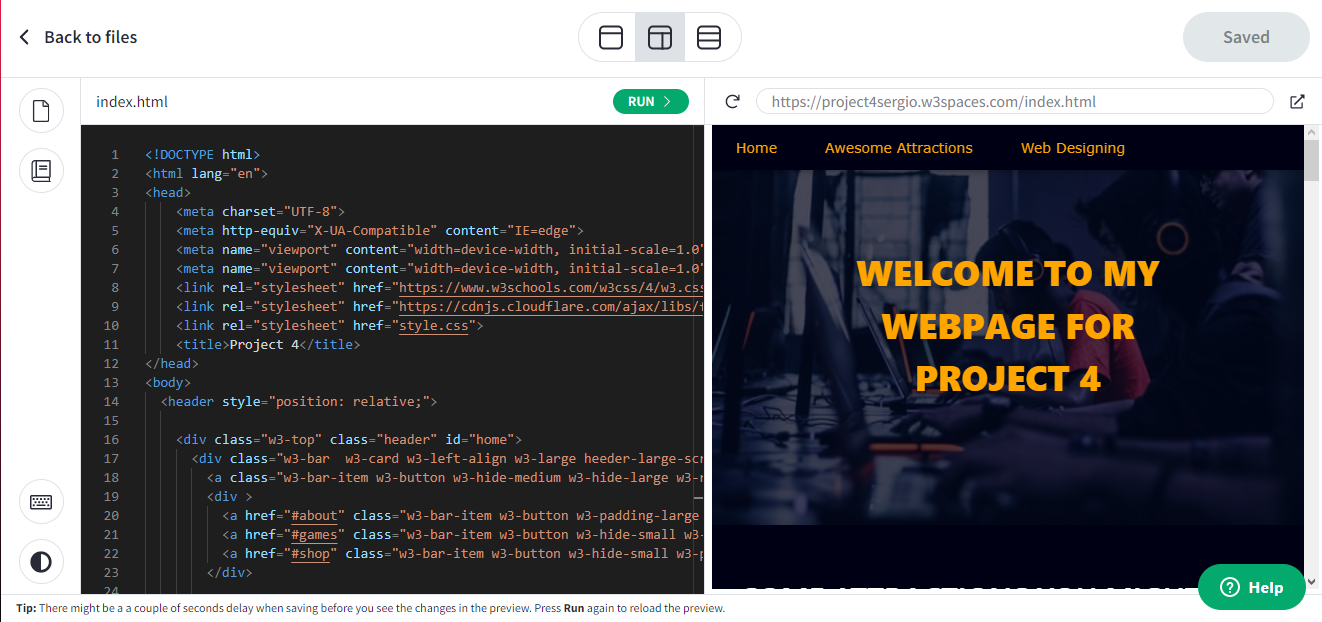 Back to files
Saved
index.html
RUN
https://project4sergio.w3spaces.com/index.html
1 <!DOCTYPE html>
2 <html lang="en">
3 <head>
4 <meta charset="UTF-8">
5 <meta http-equiv="X-UA-Compatible" content="IE=edge">
6 <meta name="viewport" content="width=device-width, initial-scale=1.0"
7 <meta name="viewport" content="width=device-width, initial-scale=1.0"
8 <link rel="stylesheet" href="https://www.w3schools.com/w3css/4/w3.css
9 <link rel="stylesheet" href="https://cdnjs.cloudflare.com/ajax/libs/f
10 <link rel="stylesheet" href="style.css">
11 <title>Project 4</title>
12 </head>
13 <body>
14 <header style="position: relative;">
15
16 <div class="w3-top" class="header" id="home">
17 <div class="w3-bar  w3-card w3-left-align w3-large heeder-large-scr
18 <a class="w3-bar-item w3-button w3-hide-medium w3-hide-large w3-r
19 <div >
20 <a href="#about" class="w3-bar-item w3-button w3-padding-large
21 <a href="#games" class="w3-bar-item w3-button w3-hide-small w3-
22 <a href="#shop" class="w3-bar-item w3-button w3-hide-small w3-p
23 </div>
24
Home Awesome Attractions Web Designing
WELCOME TO MY
WEBPAGE FOR
PROJECT 4
Help
Tip: There might be a a couple of seconds delay when saving before you see the changes in the preview. Press Run again to reload the preview.